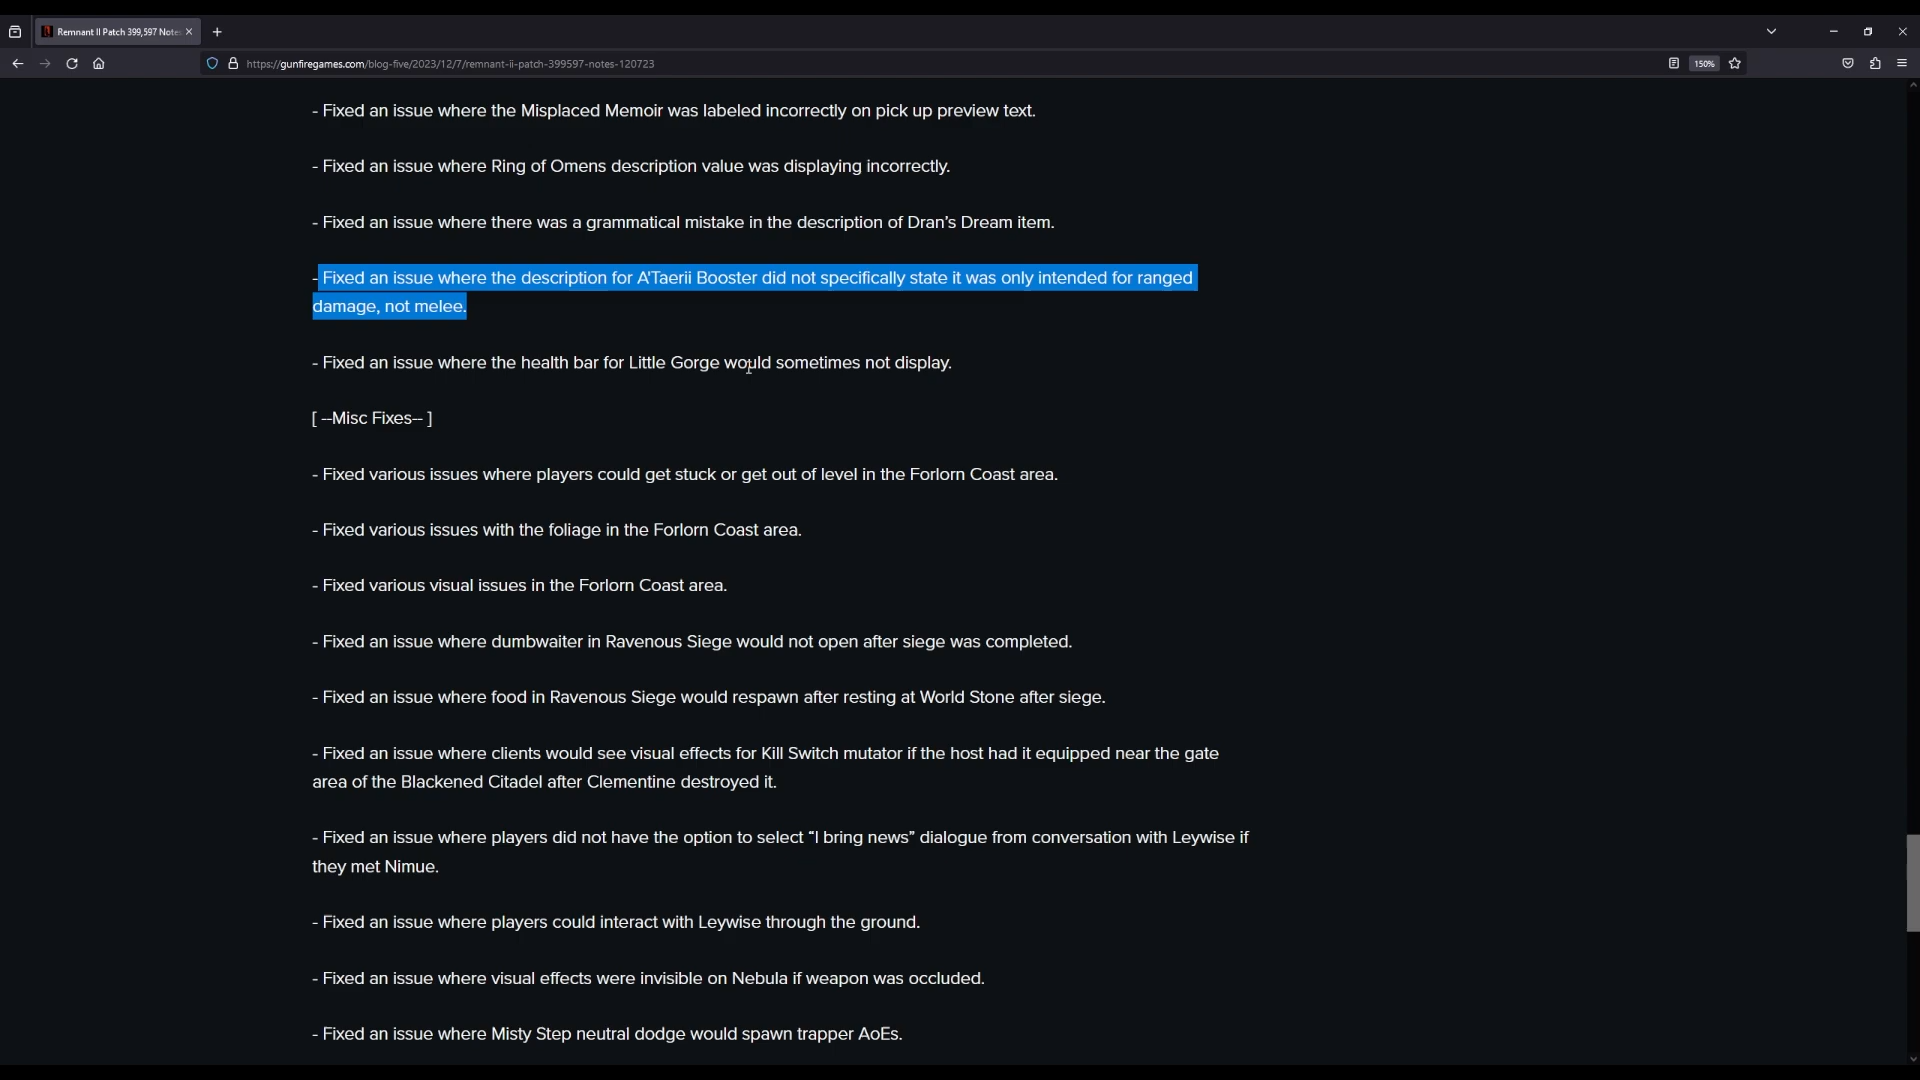 Remnant II Patch 399,597 Note
https://gunfiregames.com/blog-five/2023/12/7/remnant-ii-patch-399597-notes-120723
150%
- Fixed an issue where the Misplaced Memoir was labeled incorrectly on pick up preview text.
- Fixed an issue where Ring of Omens description value was displaying incorrectly.
- Fixed an issue where there was a grammatical mistake in the description of Dran’s Dream item.
- Fixed an issue where the description for A'Taerii Booster did not specifically state it was only intended for ranged
damage, not melee.
- Fixed an issue where the health bar for Little Gorge would sometimes not display.
[ --Misc Fixes-- ]
- Fixed various issues where players could get stuck or get out of level in the Forlorn Coast area.
- Fixed various issues with the foliage in the Forlorn Coast area.
- Fixed various visual issues in the Forlorn Coast area.
- Fixed an issue where dumbwaiter in Ravenous Siege would not open after siege was completed.
- Fixed an issue where food in Ravenous Siege would respawn after resting at World Stone after siege.
- Fixed an issue where clients would see visual effects for Kill Switch mutator if the host had it equipped near the gate
area of the Blackened Citadel after Clementine destroyed it.
- Fixed an issue where players did not have the option to select “I bring news” dialogue from conversation with Leywise if
they met Nimue.
- Fixed an issue where players could interact with Leywise through the ground.
- Fixed an issue where visual effects were invisible on Nebula if weapon was occluded.
- Fixed an issue where Misty Step neutral dodge would spawn trapper AoEs.